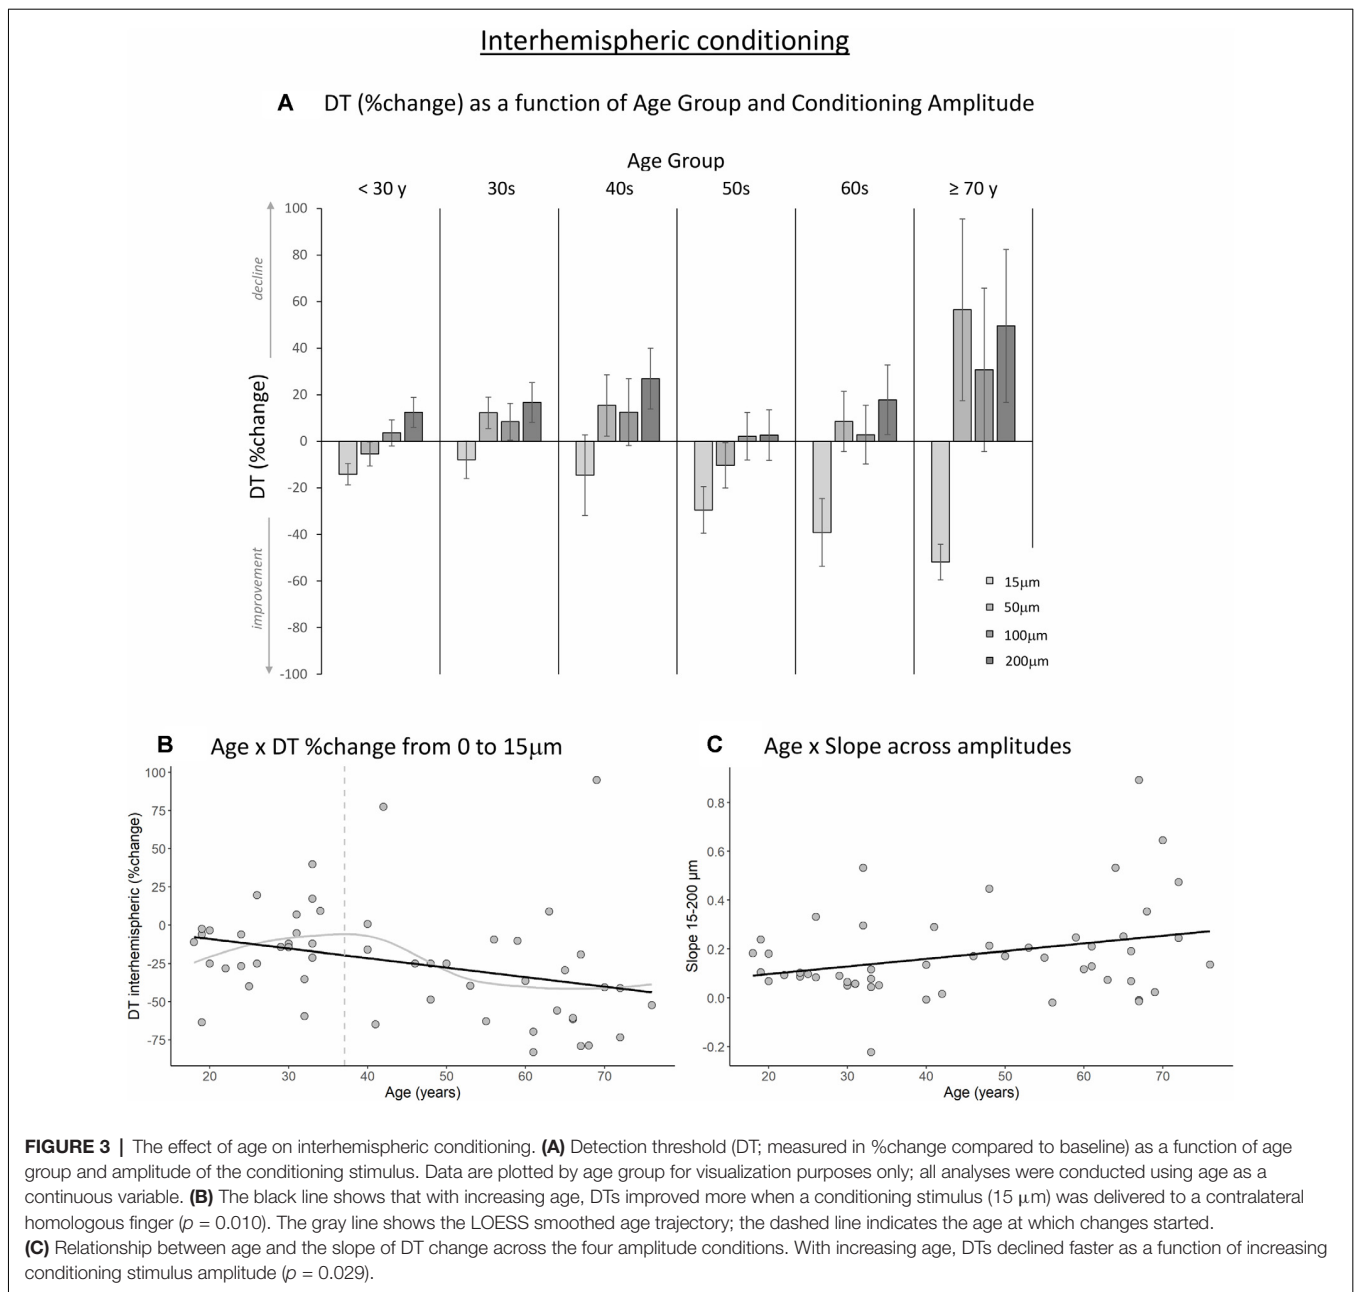 Interhemispheric conditioning
A DT (%change) as a function of Age Group and Conditioning Amplitude
Age Group
< 30 y 30s 40s 50s 60s ≥ 70 y
DT (%change)
decline
improvement
100
80
60
40
20
0
-20
-40
-60
-80
-100
15μm
50μm
100μm
200μm
B Age x DT %change from 0 to 15μm
DT interhemispheric (%change)
100
75
50
25
0
-25
-50
-75
20 30 40 50 60 70
Age (years)
C Age x Slope across amplitudes
Slope 15-200 μm
0.8
0.6
0.4
0.2
0.0
-0.2
20 30 40 50 60 70
Age (years)
FIGURE 3 | The effect of age on interhemispheric conditioning. (A) Detection threshold (DT; measured in %change compared to baseline) as a function of age
group and amplitude of the conditioning stimulus. Data are plotted by age group for visualization purposes only; all analyses were conducted using age as a
continuous variable. (B) The black line shows that with increasing age, DTs improved more when a conditioning stimulus (15 μm) was delivered to a contralateral
homologous finger (p = 0.010). The gray line shows the LOESS smoothed age trajectory; the dashed line indicates the age at which changes started.
(C) Relationship between age and the slope of DT change across the four amplitude conditions. With increasing age, DTs declined faster as a function of increasing
conditioning stimulus amplitude (p = 0.029).